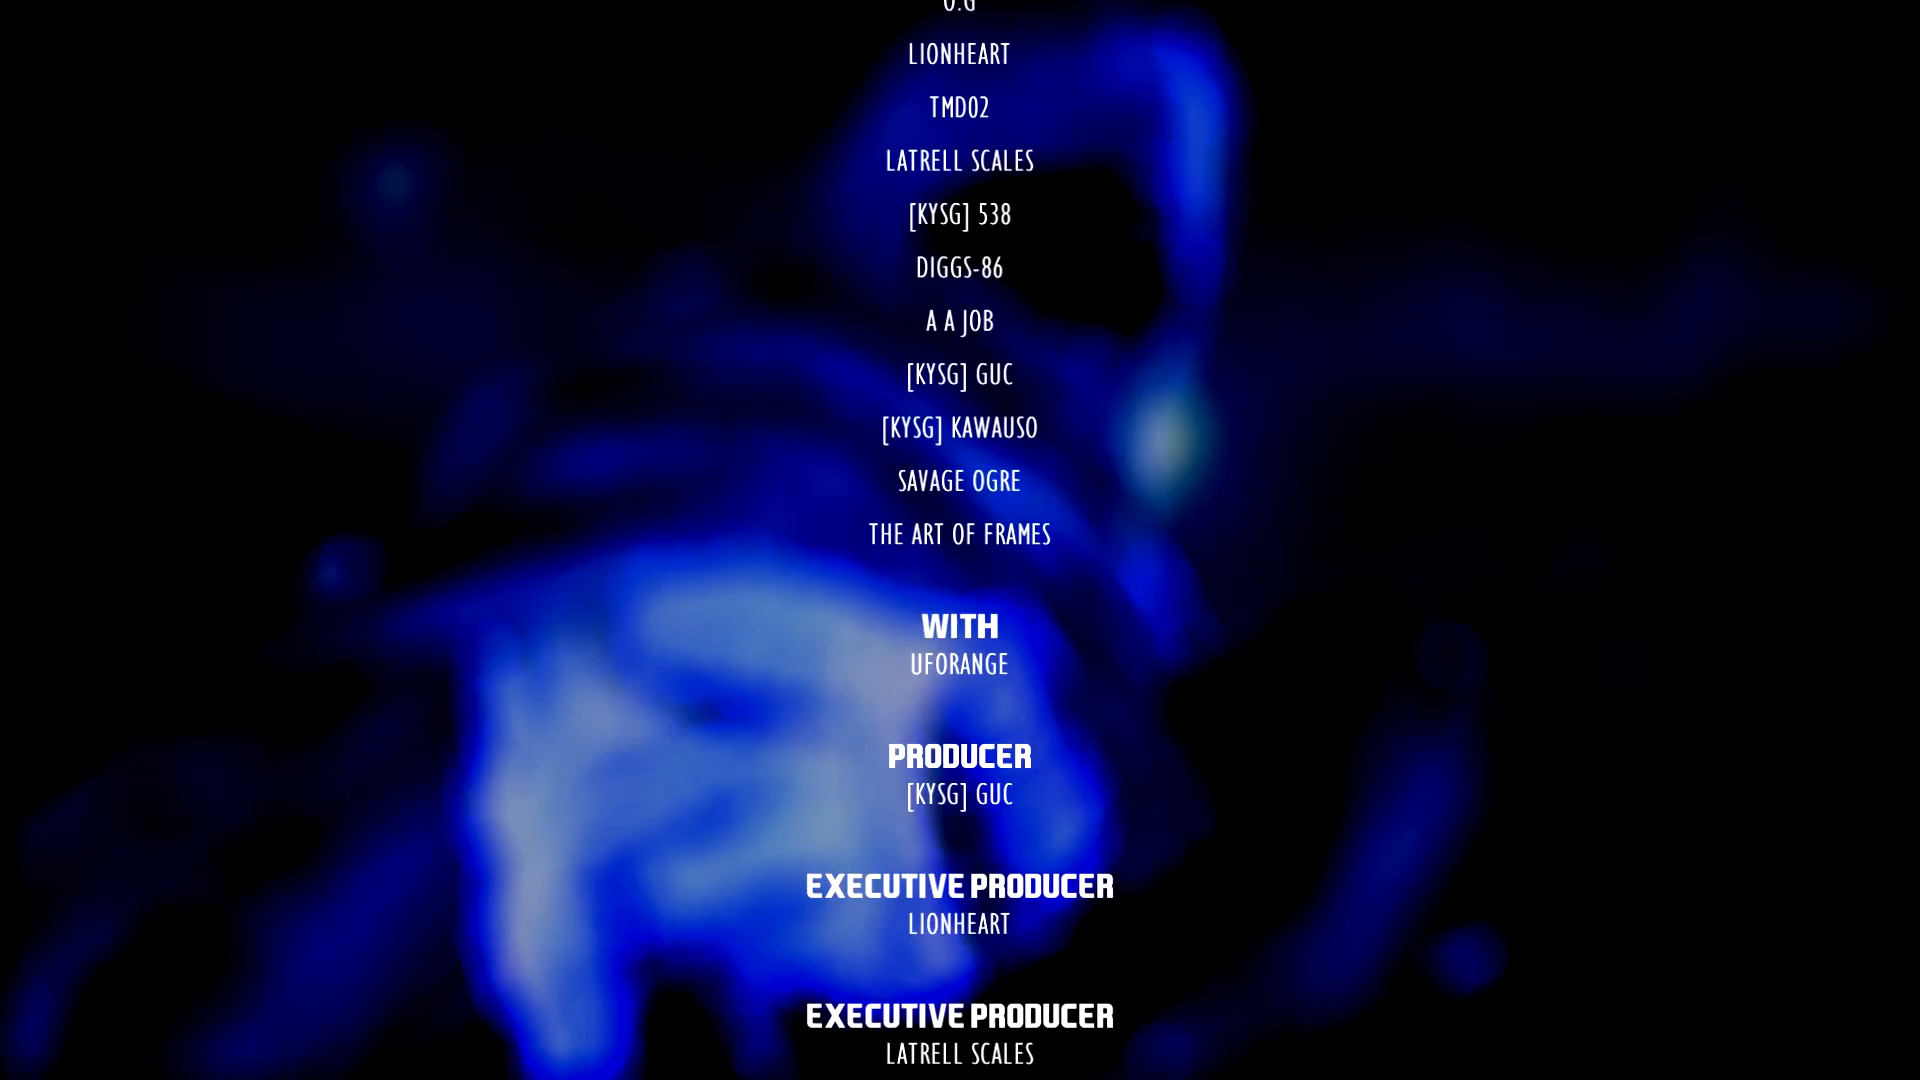 O.G
LIONHEART
TMD02
LATRELL SCALES
[KYSG] 538
DIGGS-86
A A JOB
[KYSG] GUC
[KYSG] KAWAUSO
SAVAGE OGRE
THE ART OF FRAMES
WITH
UFORANGE
PRODUCER
[KYSG] GUC
EXECUTIVE PRODUCER
LIONHEART
EXECUTIVE PRODUCER
LATRELL SCALES